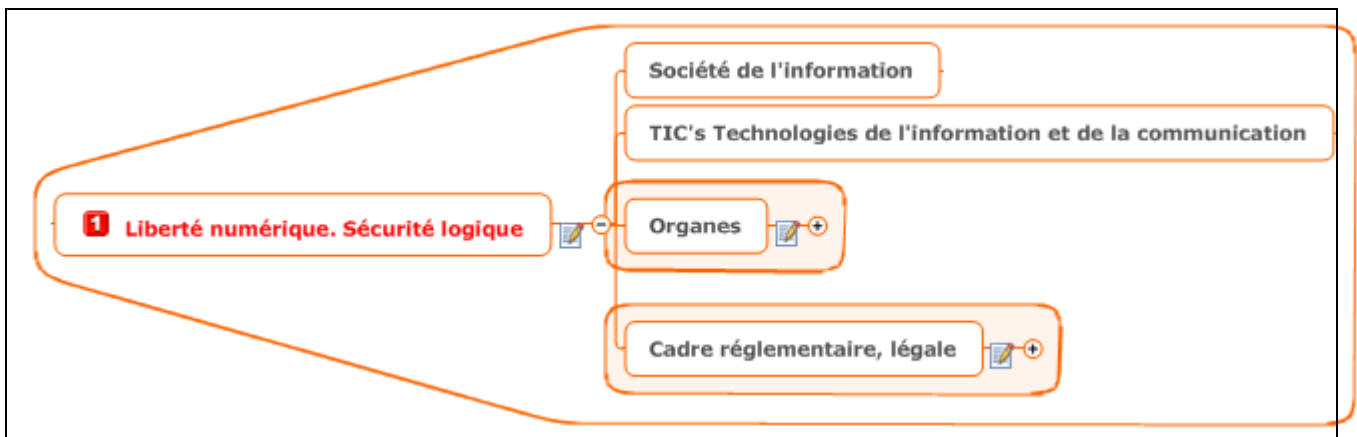 Société de l'information
TIC's Technologies de l'information et de la communication
1 Liberté numérique. Sécurité logique
Organes
Cadre réglementaire, légale